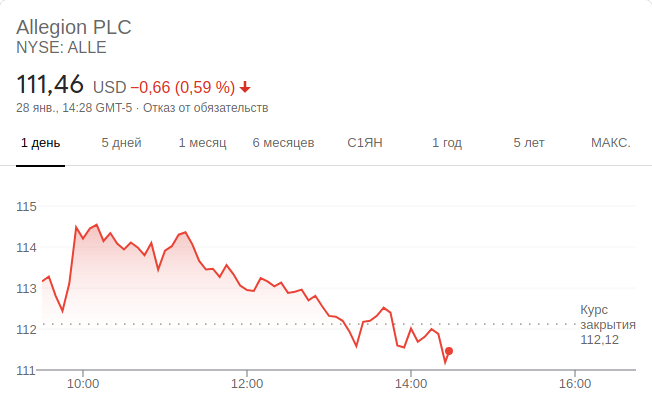 Allegion PLC
NYSE: ALLE
111,46 USD −0,66 (0,59 %)
28 янв., 14:28 GMT-5 · Отказ от обязательств
1 день 5 дней 1 месяц 6 месяцев С1ЯН 1 год 5 лет МАКС.
115
114
113
Курс
закрытия
112,12
112
111
10:00 12:00 14:00 16:00